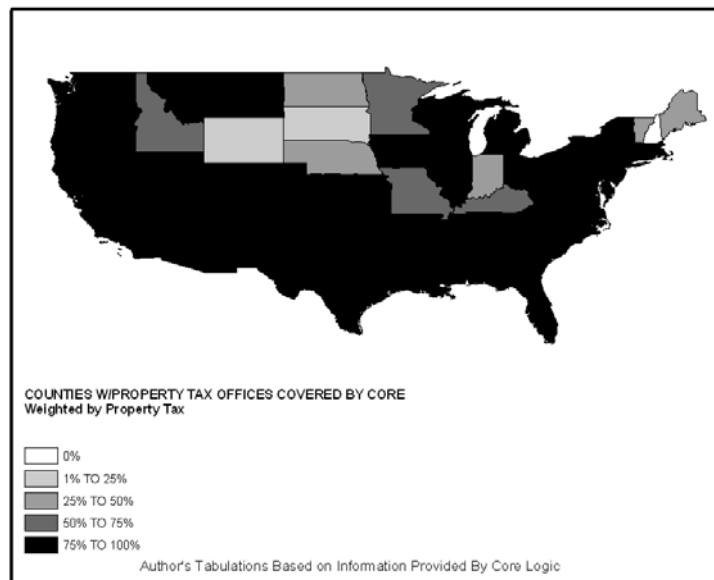 COUNTIES W/PROPERTY TAX OFFICES COVERED BY CORE
Weighted by Property Tax
0%
1% TO 25%
25% TO 50%
50% TO 75%
75% TO 100%
Author's Tabulations Based on Information Provided By Core Logic